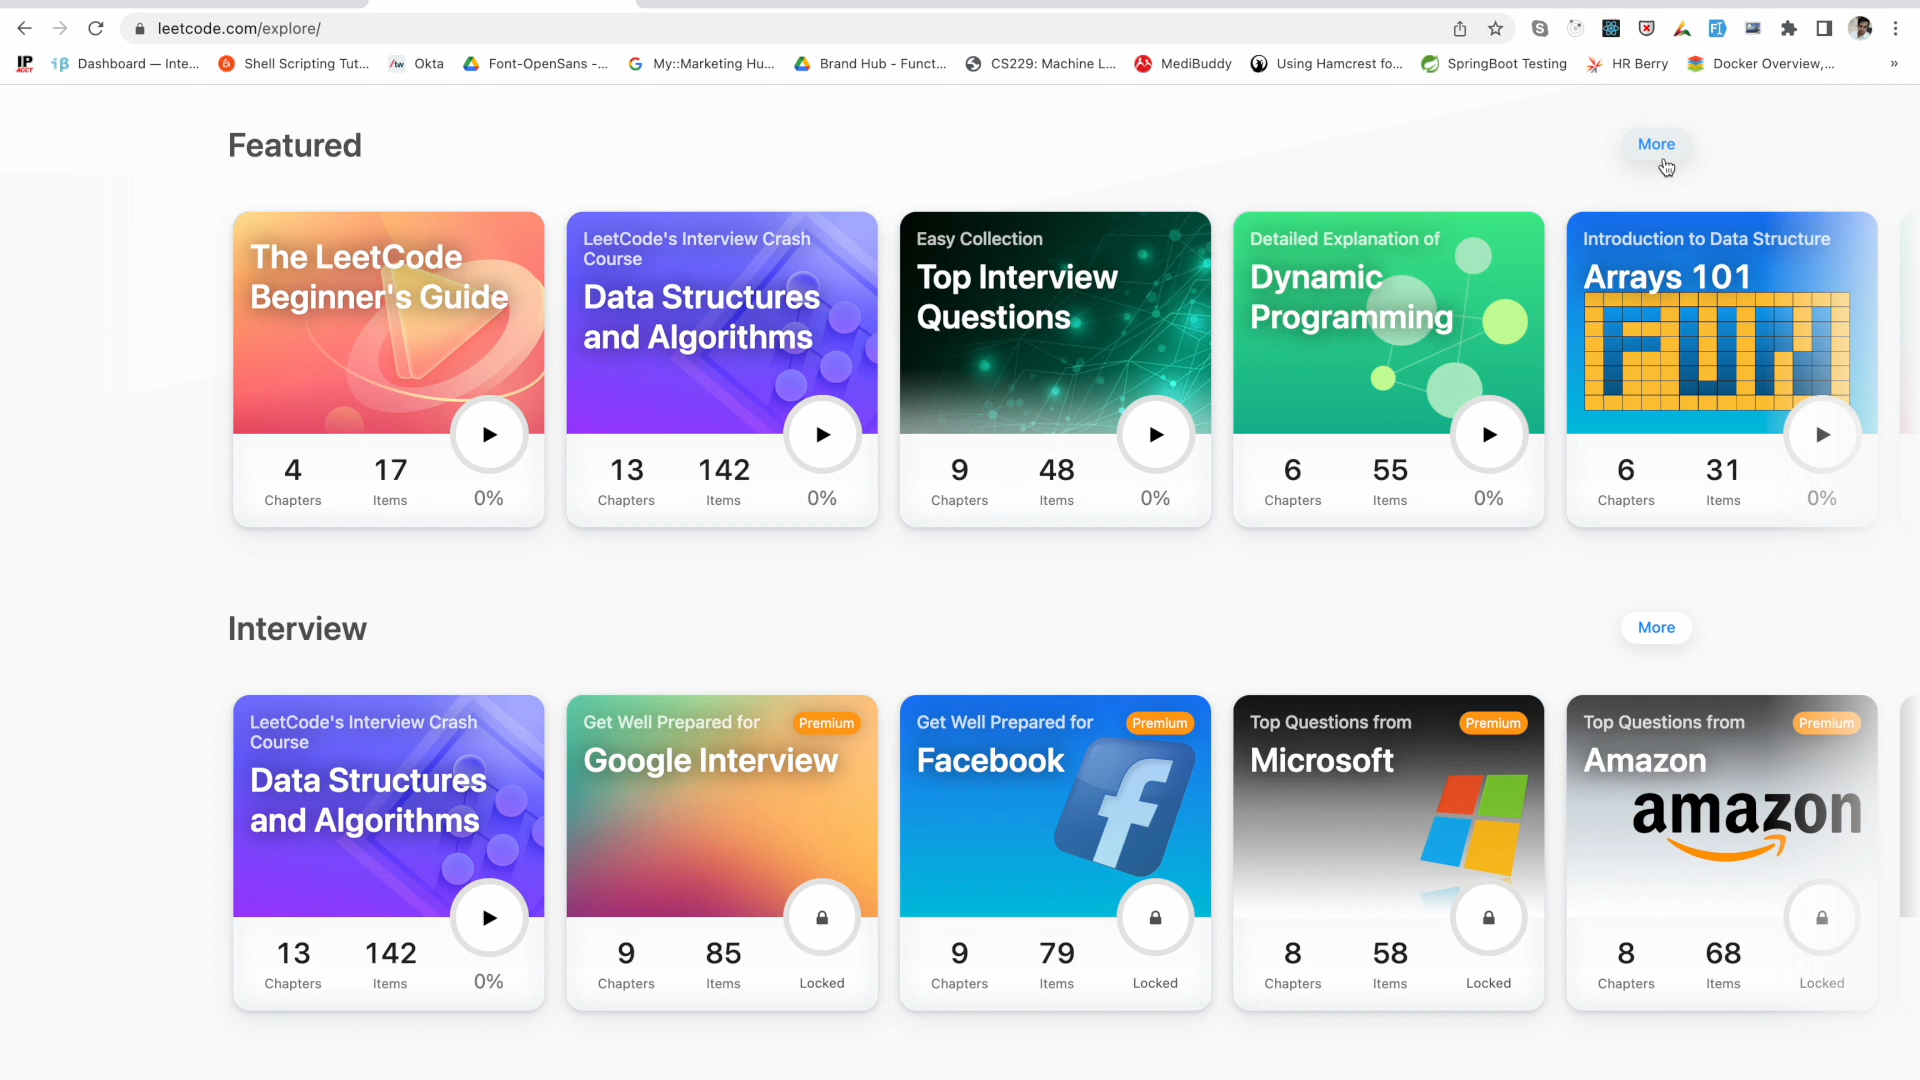 leetcode.com/explore/
IP
ACCT
iβ Dashboard — Inte...
Shell Scripting Tut...
/tw Okta
Font-OpenSans -...
My::Marketing Hu...
Brand Hub - Funct...
CS229: Machine L...
MediBuddy
Using Hamcrest fo...
SpringBoot Testing
HR Berry
Docker Overview,...
»
Featured
More
The LeetCode
Beginner's Guide
4 17
Chapters Items 0%
LeetCode's Interview Crash
Course
Data Structures
and Algorithms
13 142
Chapters Items 0%
Easy Collection
Top Interview
Questions
9 48
Chapters Items 0%
Detailed Explanation of
Dynamic
Programming
6 55
Chapters Items 0%
Introduction to Data Structure
Arrays 101
FUN
6 31
Chapters Items 0%
Interview
More
LeetCode's Interview Crash
Course
Data Structures
and Algorithms
13 142
Chapters Items 0%
Get Well Prepared for Premium
Google Interview
9 85
Chapters Items Locked
Get Well Prepared for Premium
Facebook
f
9 79
Chapters Items Locked
Top Questions from Premium
Microsoft
8 58
Chapters Items Locked
Top Questions from Premium
Amazon
amazon
8 68
Chapters Items Locked